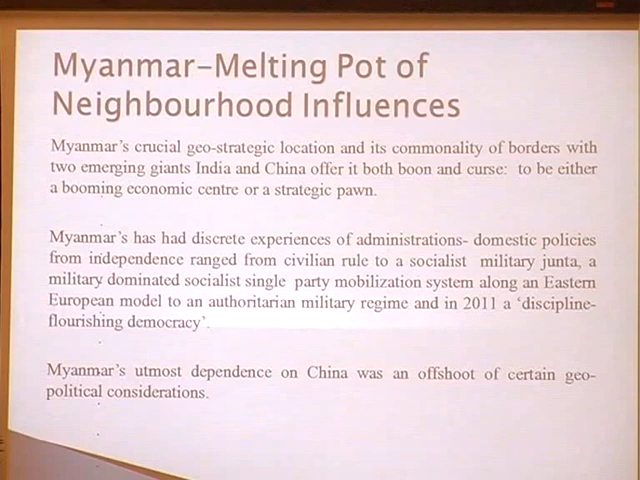 Myanmar–Melting Pot of
Neighbourhood Influences
Myanmar's crucial geo-strategic location and its commonality of borders with
two emerging giants India and China offer it both boon and curse: to be either
a booming economic centre or a strategic pawn.
Myanmar's has had discrete experiences of administrations- domestic policies
from independence ranged from civilian rule to a socialist military junta, a
military dominated socialist single party mobilization system along an Eastern
European model to an authoritarian military regime and in 2011 a 'discipline-
flourishing democracy'.
Myanmar's utmost dependence on China was an offshoot of certain geo-
political considerations.